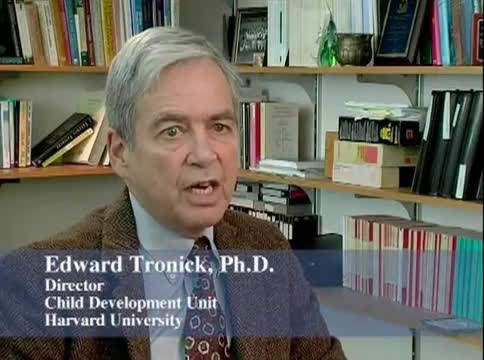 Edward Tronick, Ph.D.
Director
Child Development Unit
Harvard University